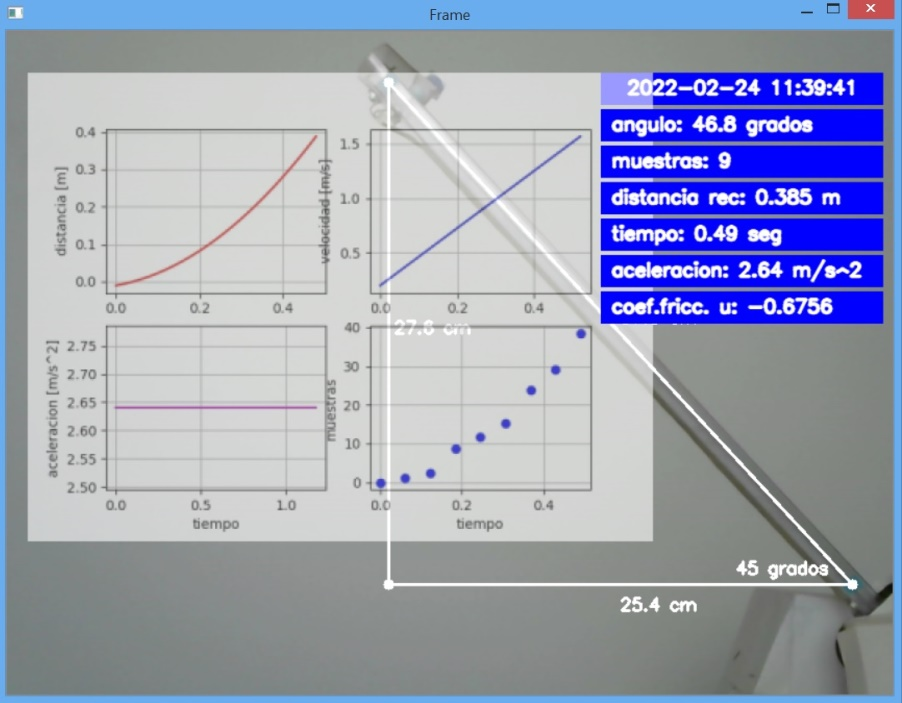 Frame
2022-02-24 11:39:41
angulo: 46.8 grados
muestras: 9
distancia rec: 0.385 m
tiempo: 0.49 seg
aceleracion: 2.64 m/s^2
coef.fricc. u: -0.6756
distancia [m]
0.4
0.3
0.2
0.1
0.0
0.0 0.2 0.4
velocidad [m/s]
1.5
1.0
0.5
0.0 0.2 0.4
27.8 cm
aceleracion [m/s^2]
2.75
2.70
2.65
2.60
2.55
2.50
0.0 0.5 1.0
tiempo
muestras
40
30
20
10
0
0.0 0.2 0.4
tiempo
45 grados
25.4 cm